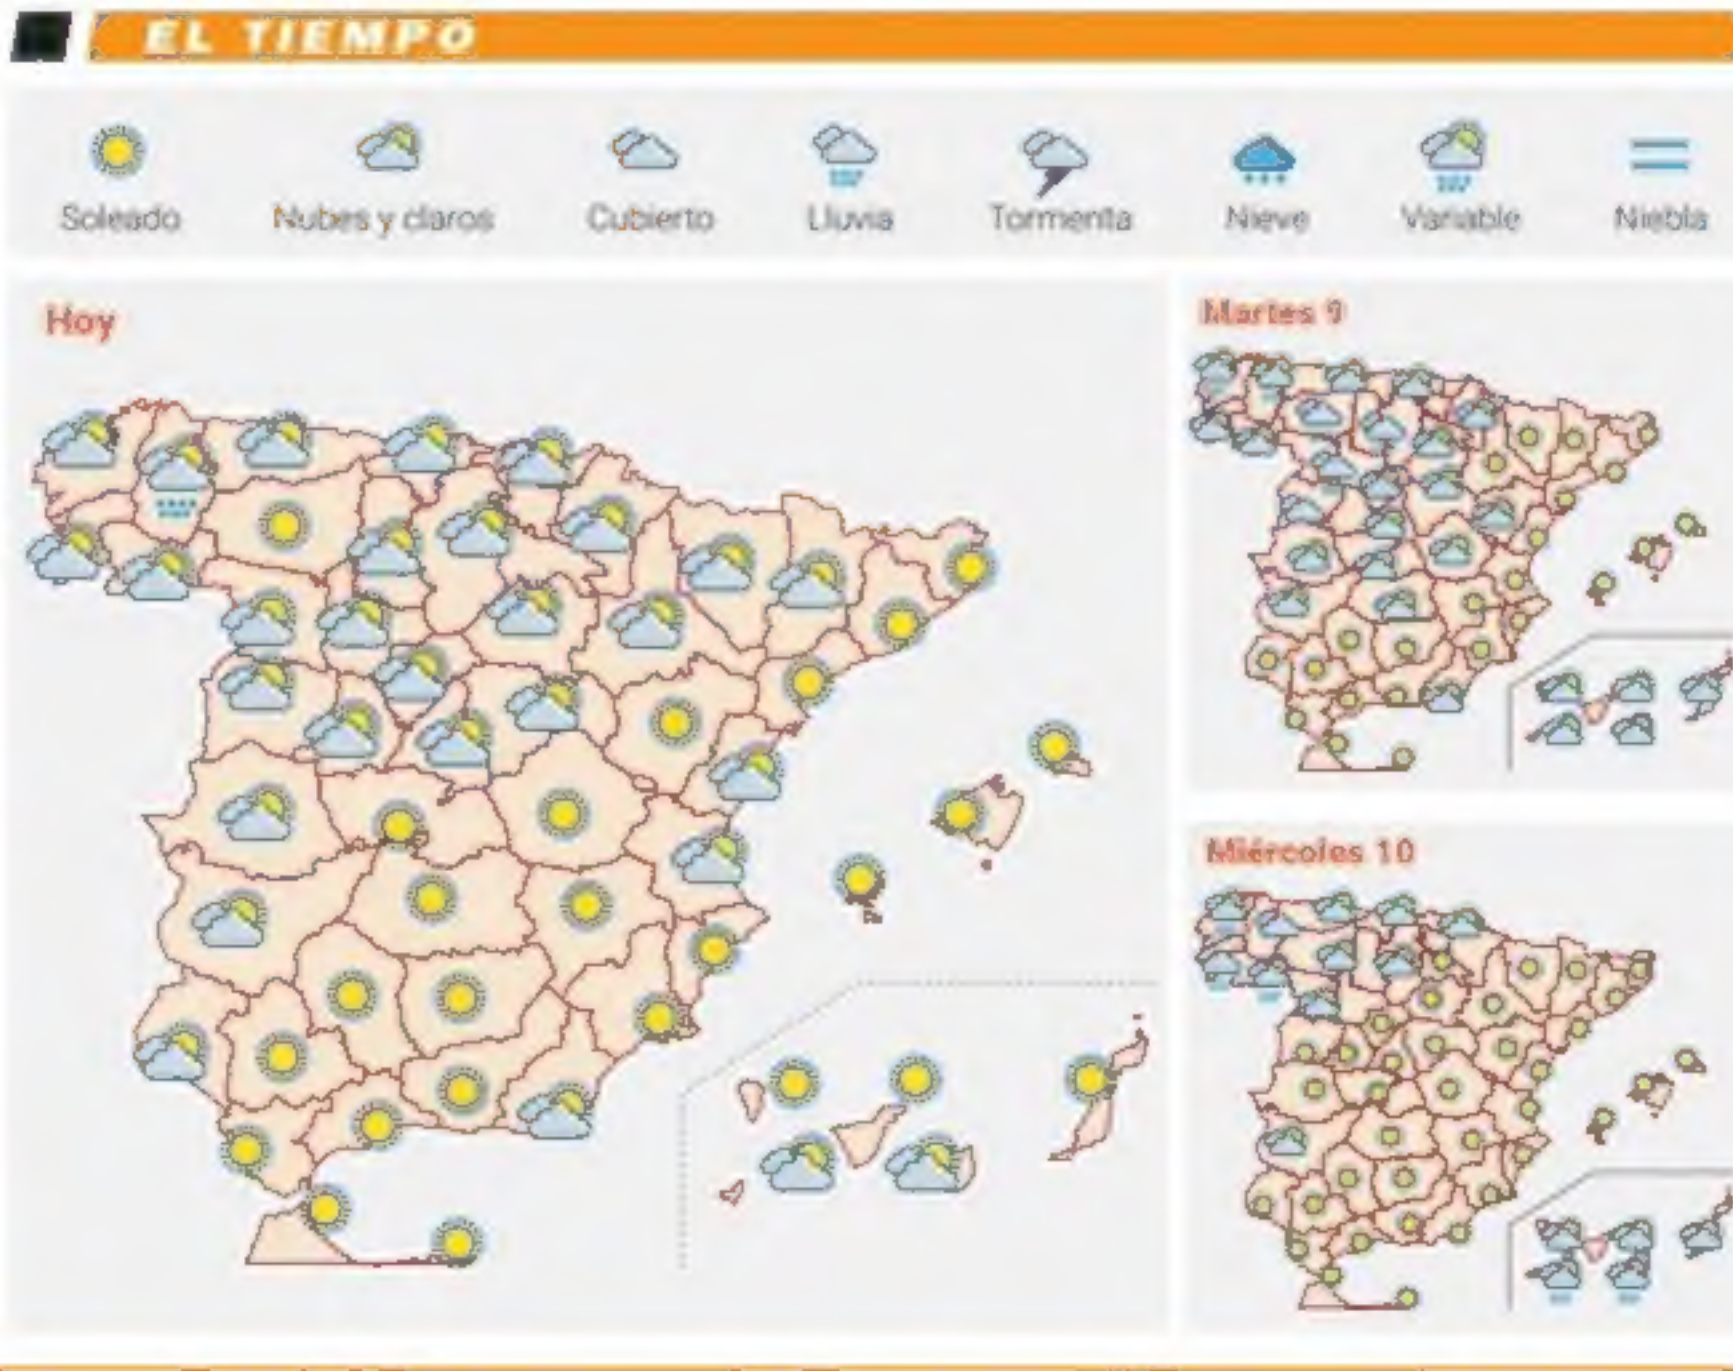 EL TIEMPO
Soleado Nubes y claros Cubierto Lluvia Tormenta Nieve Variable Niebla
Hoy
Martes 9
Miércoles 10